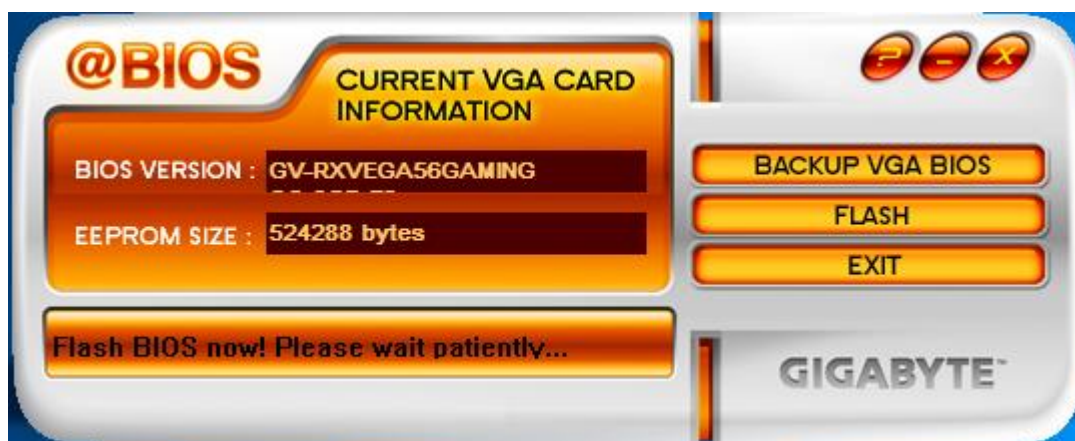 @BIOS
CURRENT VGA CARD
INFORMATION
BIOS VERSION : GV-RXVEGA56GAMING
EEPROM SIZE : 524288 bytes
Flash BIOS now! Please wait patiently...
? – X
BACKUP VGA BIOS
FLASH
EXIT
GIGABYTE™